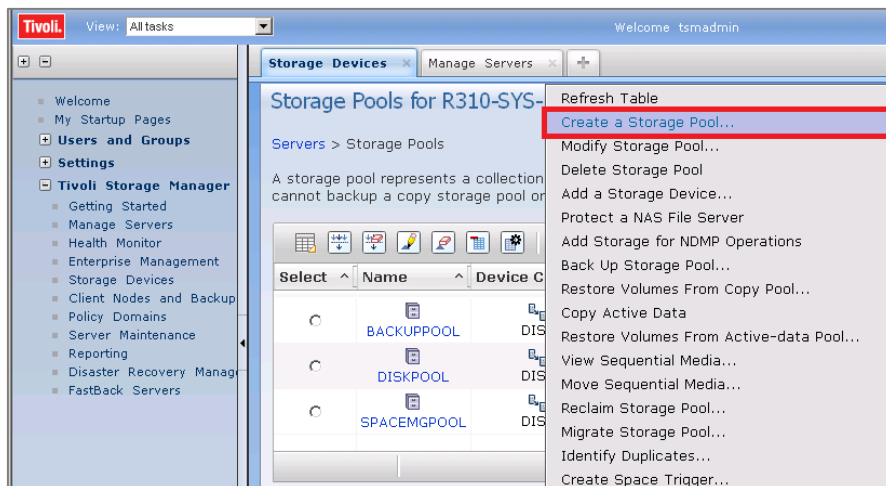 Tivoli. View: All tasks Welcome tsmadmin
Storage Devices × Manage Servers ×
Welcome
My Startup Pages
Users and Groups
Settings
Tivoli Storage Manager
Getting Started
Manage Servers
Health Monitor
Enterprise Management
Storage Devices
Client Nodes and Backup
Policy Domains
Server Maintenance
Reporting
Disaster Recovery Manag
FastBack Servers
Storage Pools for R310-SYS-
Servers > Storage Pools
A storage pool represents a collection
cannot backup a copy storage pool or
Select ^ Name ^ Device C
BACKUPPOOL DIS
DISKPOOL DIS
SPACEMGPOOL DIS
Refresh Table
Create a Storage Pool...
Modify Storage Pool...
Delete Storage Pool
Add a Storage Device...
Protect a NAS File Server
Add Storage for NDMP Operations
Back Up Storage Pool...
Restore Volumes From Copy Pool...
Copy Active Data
Restore Volumes From Active-data Pool...
View Sequential Media...
Move Sequential Media...
Reclaim Storage Pool...
Migrate Storage Pool...
Identify Duplicates...
Create Space Trigger...